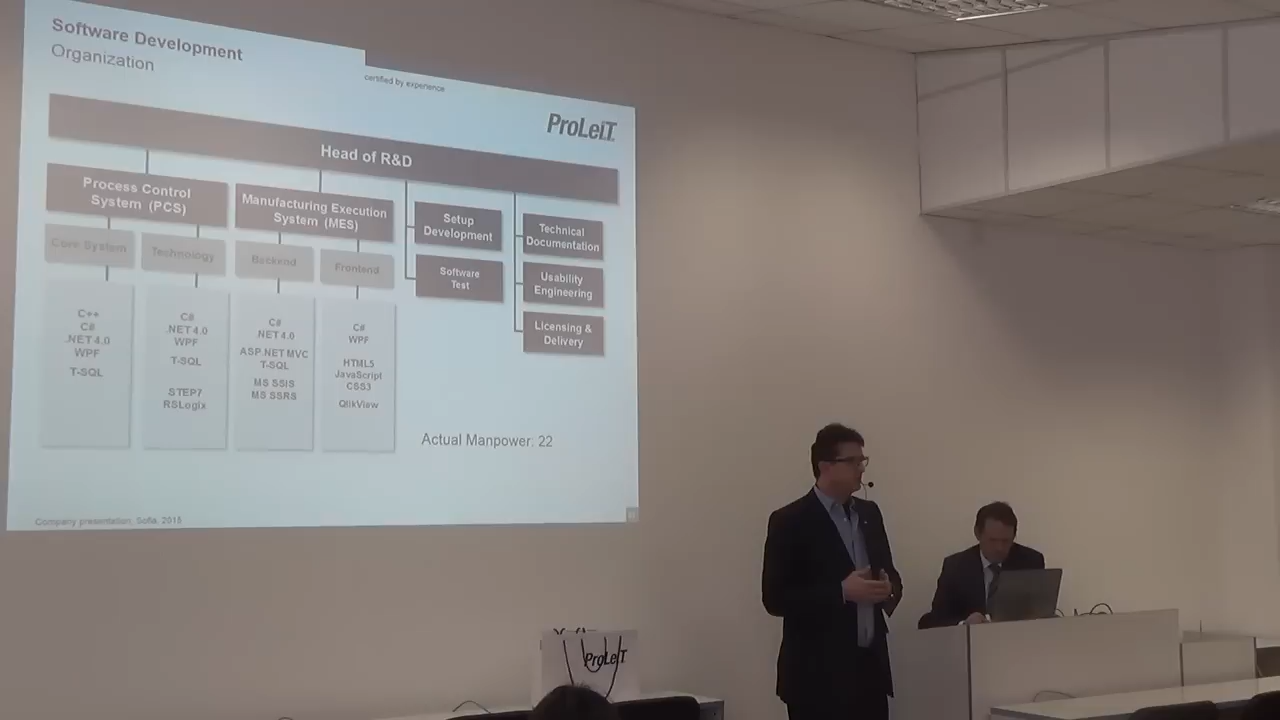 Software Development
Organization
certified by experience
ProLeiT
Head of R&D
Process Control
System (PCS)
Manufacturing Execution
System (MES)
Setup
Development
Technical
Documentation
Core System
Technology
Backend
Frontend
Software
Test
Usability
Engineering
Licensing &
Delivery
C++
C#
.NET 4.0
WPF
T-SQL
C#
.NET 4.0
WPF
T-SQL
STEP7
RSLogix
C#
.NET 4.0
ASP.NET MVC
T-SQL
MS SSIS
MS SSRS
C#
WPF
HTML5
JavaScript
CSS3
QlikView
Actual Manpower: 22
Company presentation, Sofia, 2015
ProLeiT